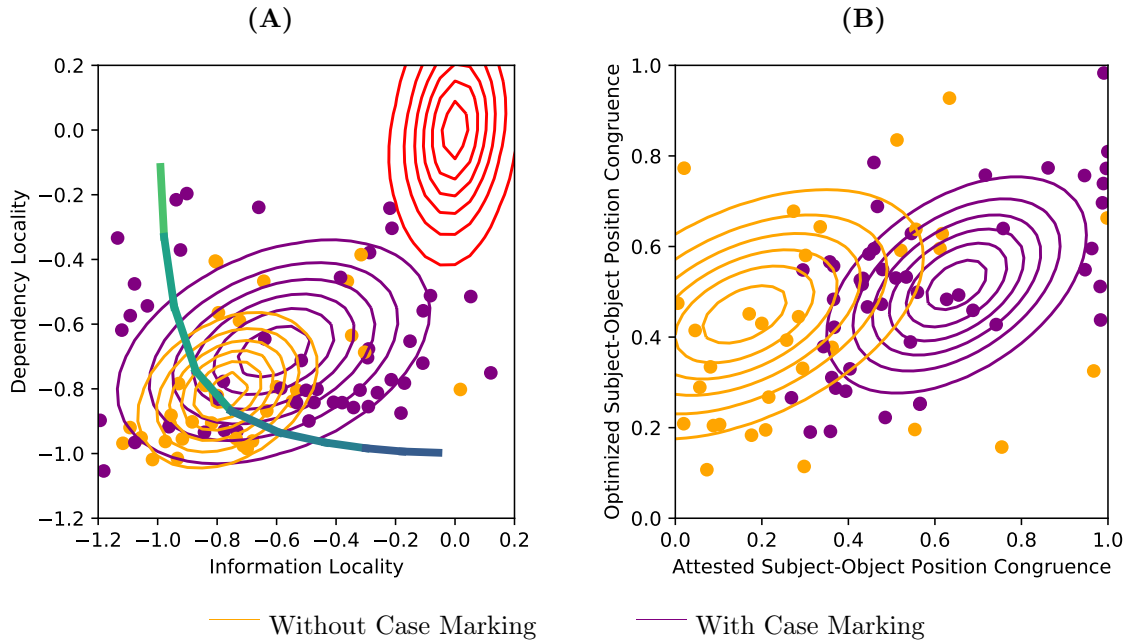 (A)
(B)
0.2
0.0
−0.2
−0.4
−0.6
−0.8
−1.0
−1.2
Dependency Locality
−1.2 −1.0 −0.8 −0.6 −0.4 −0.2 0.0 0.2
Information Locality
1.0
0.8
0.6
0.4
0.2
0.0
Optimized Subject-Object Position Congruence
0.0 0.2 0.4 0.6 0.8 1.0
Attested Subject-Object Position Congruence
Without Case Marking
With Case Marking